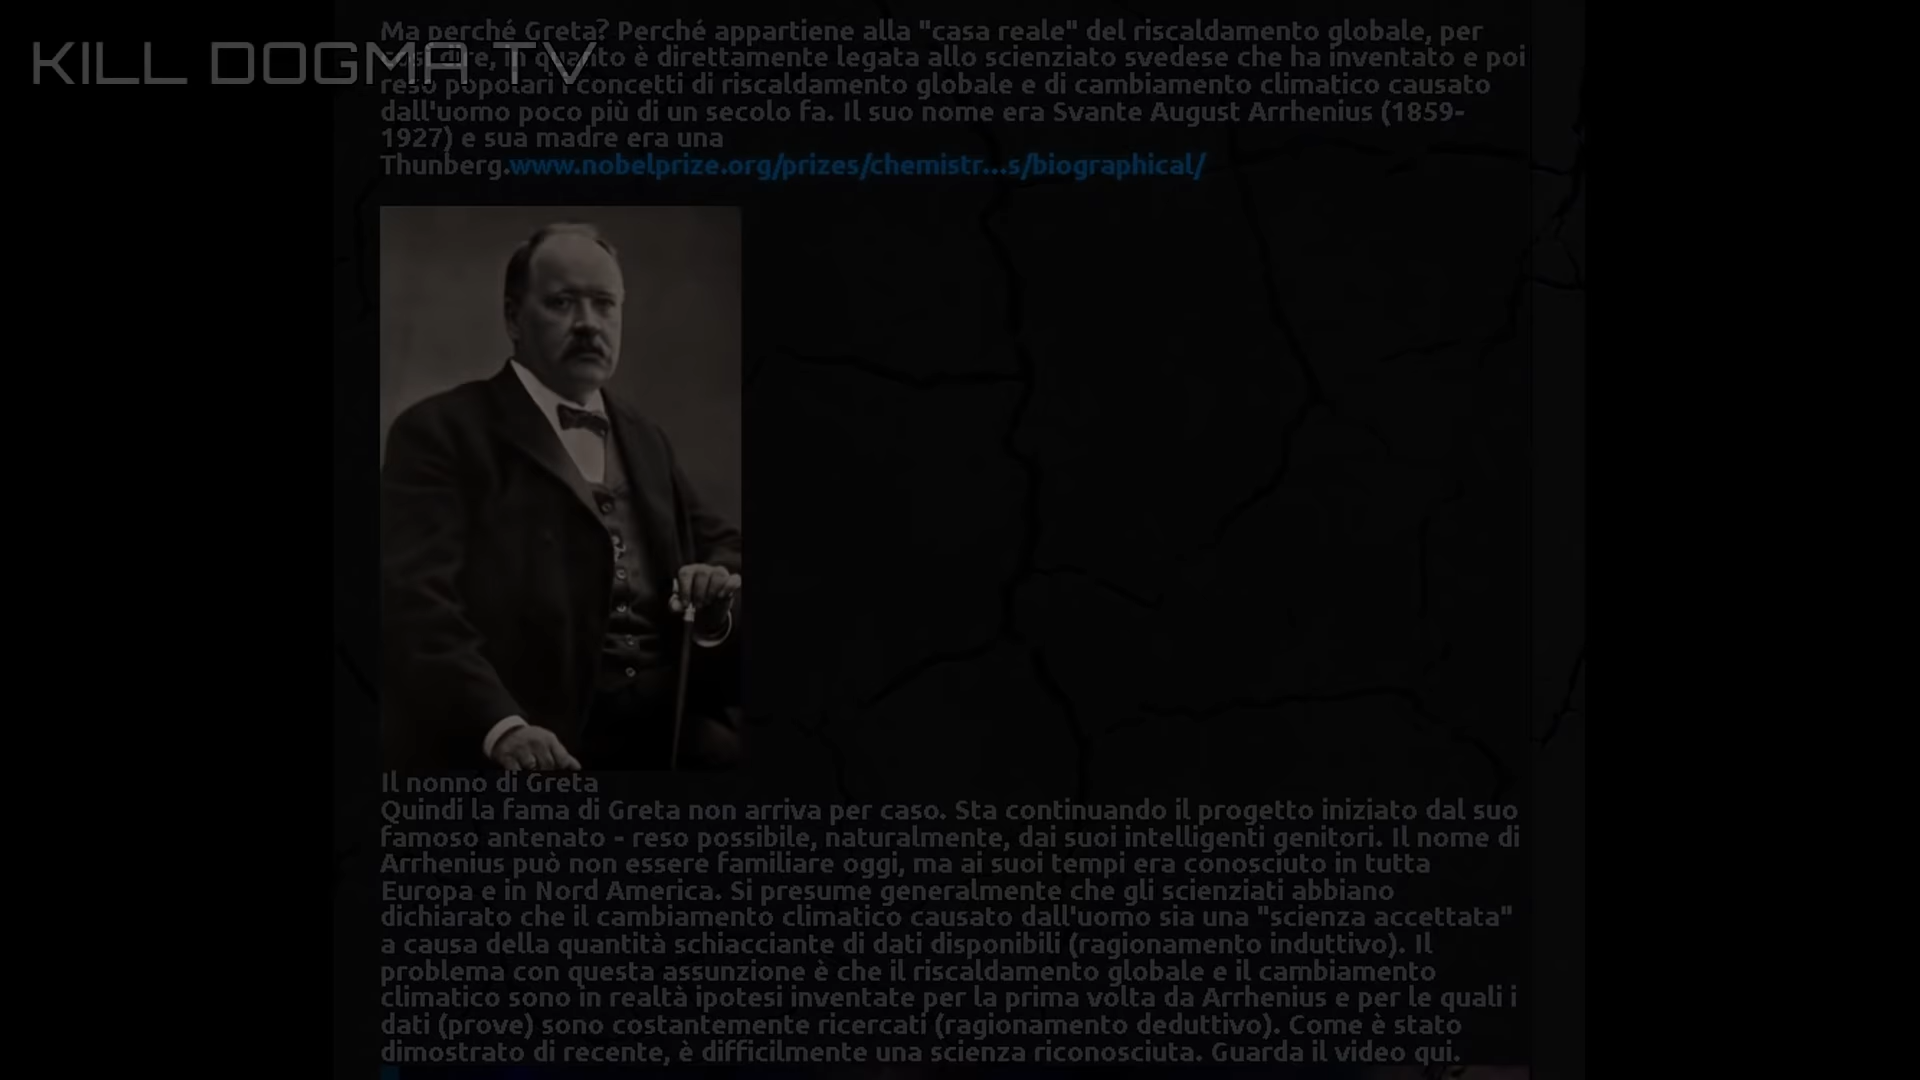 KILL DOGMA TV
Ma perché Greta? Perché appartiene alla "casa reale" del riscaldamento globale, per
così dire, in quanto è direttamente legata allo scienziato svedese che ha inventato e poi
reso popolari i concetti di riscaldamento globale e di cambiamento climatico causato
dall'uomo poco più di un secolo fa. Il suo nome era Svante August Arrhenius (1859-
1927) e sua madre era una
Thunberg.www.nobelprize.org/prizes/chemistr...s/biographical/
Il nonno di Greta
Quindi la fama di Greta non arriva per caso. Sta continuando il progetto iniziato dal suo
famoso antenato - reso possibile, naturalmente, dai suoi intelligenti genitori. Il nome di
Arrhenius può non essere familiare oggi, ma ai suoi tempi era conosciuto in tutta
Europa e in Nord America. Si presume generalmente che gli scienziati abbiano
dichiarato che il cambiamento climatico causato dall'uomo sia una "scienza accettata"
a causa della quantità schiacciante di dati disponibili (ragionamento induttivo). Il
problema con questa assunzione è che il riscaldamento globale e il cambiamento
climatico sono in realtà ipotesi inventate per la prima volta da Arrhenius e per le quali i
dati (prove) sono costantemente ricercati (ragionamento deduttivo). Come è stato
dimostrato di recente, è difficilmente una scienza riconosciuta. Guarda il video qui.